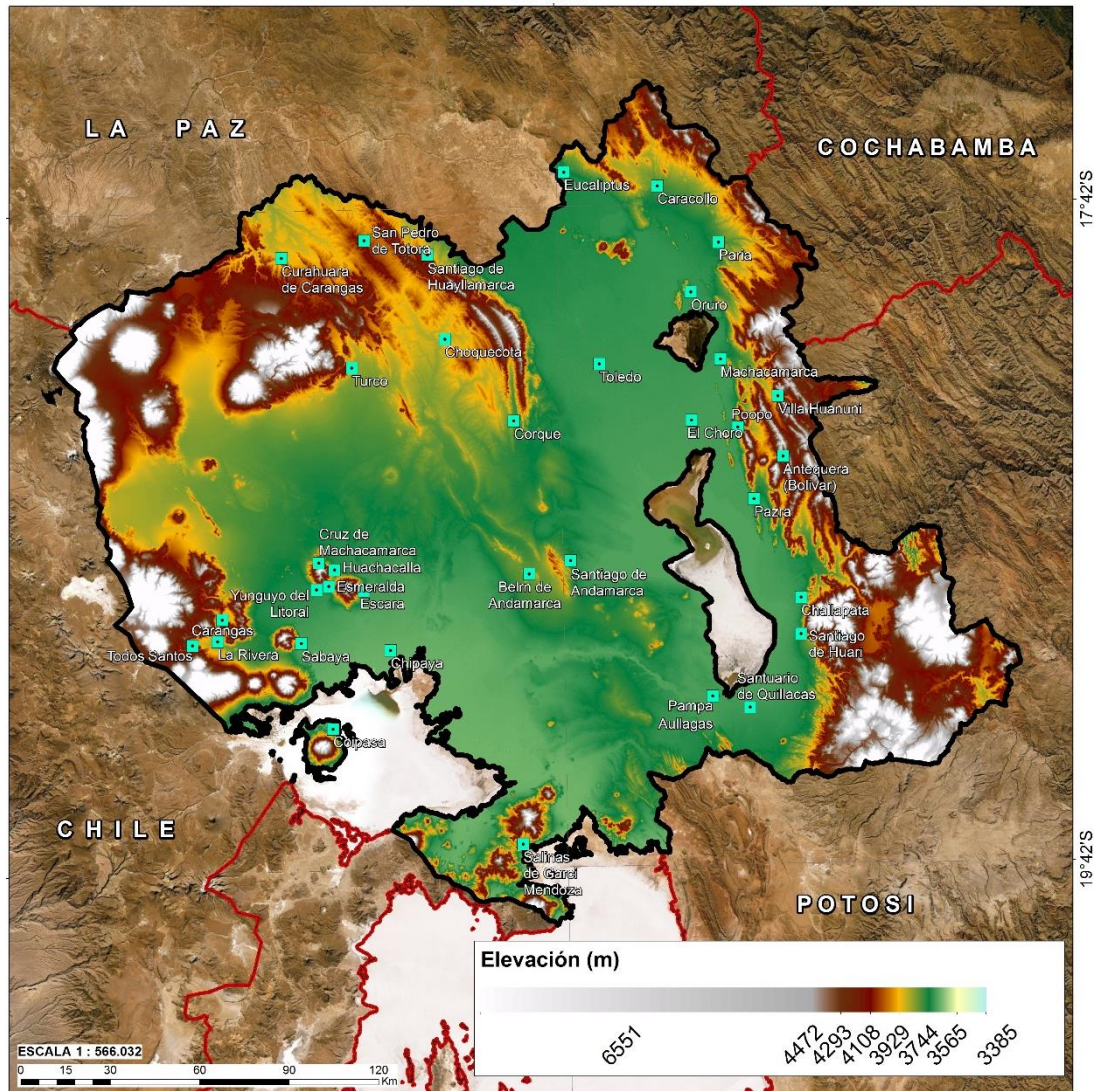 LA PAZ
COCHABAMBA
17°42'S
Eucaliptus
Caracollo
San Pedro
de Totora
Paria
Santiago de
Huayllamarca
Curahuara
de Carangas
Oruro
Choquecota
Toledo
Machacamarca
Turco
Villa Huanuni
Poopo
Corque
El Choro
Antequera
(Bolivar)
Pazña
Cruz de
Machacamarca
Huachacalla
Santiago de
Andamarca
Belén de
Andamarca
Esmeralda
Yunguyo del
Litoral
Escara
Challapata
Carangas
Santiago
de Huari
Todos Santos
La Rivera
Sabaya
Chipaya
Santuario
de Quillacas
Pampa
Aullagas
Coipasa
CHILE
19°42'S
Salinas
de Garci
Mendoza
POTOSI
Elevación (m)
6551
4472
4293
4108
3929
3744
3565
3385
ESCALA 1 : 566.032
0 15 30 60 90 120
Km